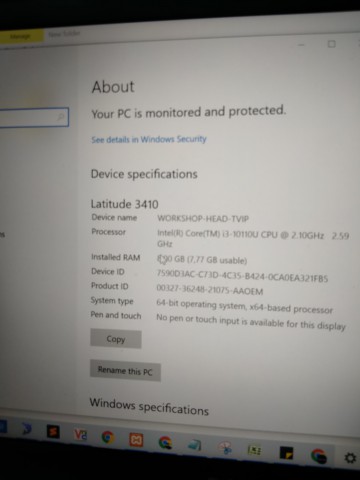 Manage
New folder
About
Your PC is monitored and protected.
See details in Windows Security
Device specifications
Latitude 3410
Device name WORKSHOP-HEAD-TVIP
Processor Intel(R) Core(TM) i3-10110U CPU @ 2.10GHz 2.59
GHz
Installed RAM GB (7,77 GB usable)
Device ID 7590D3AC-C73D-4C35-B424-0CA0EA321FB5
Product ID 00327-36248-21075-AAOEM
System type 64-bit operating system, x64-based processor
Pen and touch No pen or touch input is available for this display
Copy
Rename this PC
Windows specifications